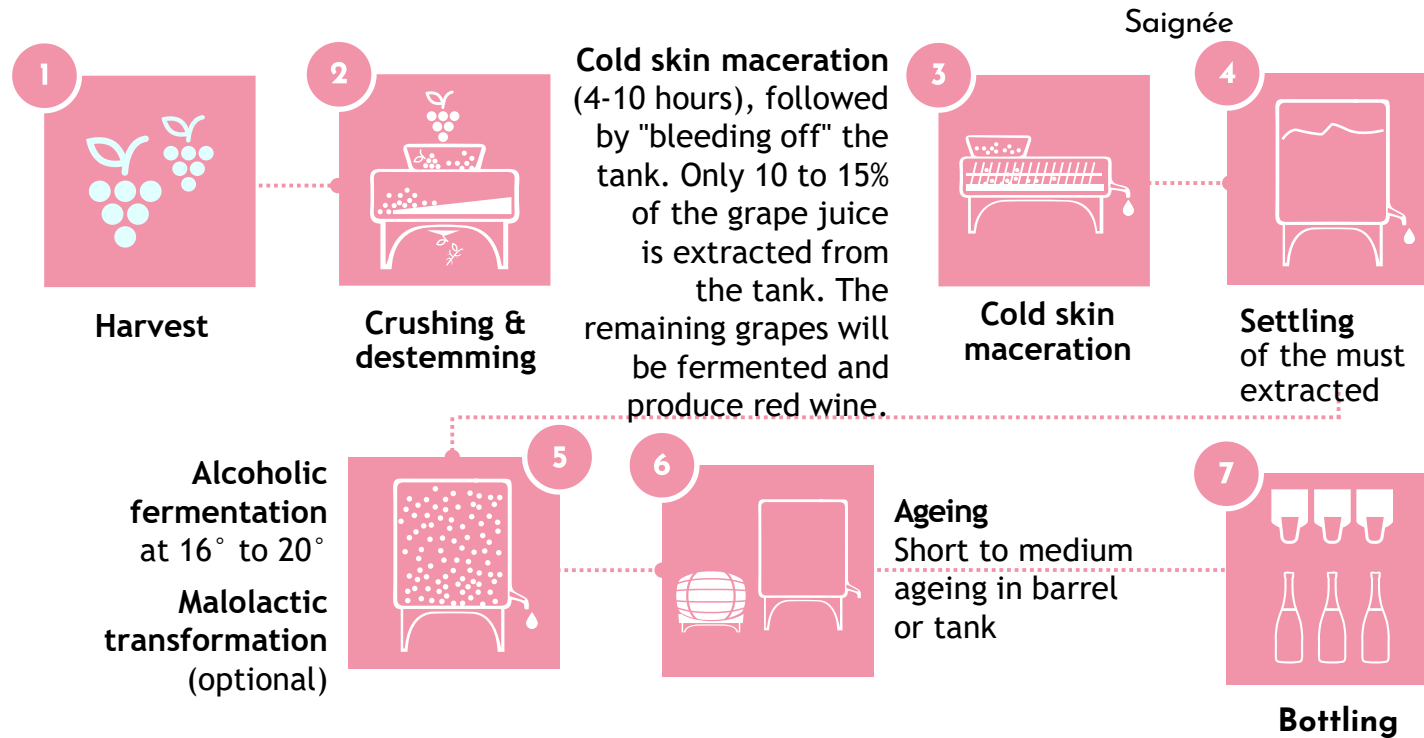 Saignée
1
Harvest
2
Crushing &
destemming
Cold skin maceration
(4-10 hours), followed
by "bleeding off" the
tank. Only 10 to 15%
of the grape juice
is extracted from
the tank. The
remaining grapes will
be fermented and
produce red wine.
3
Cold skin
maceration
4
Settling
of the must
extracted
Alcoholic
fermentation
at 16° to 20°
Malolactic
transformation
(optional)
5
6
Ageing
Short to medium
ageing in barrel
or tank
7
Bottling